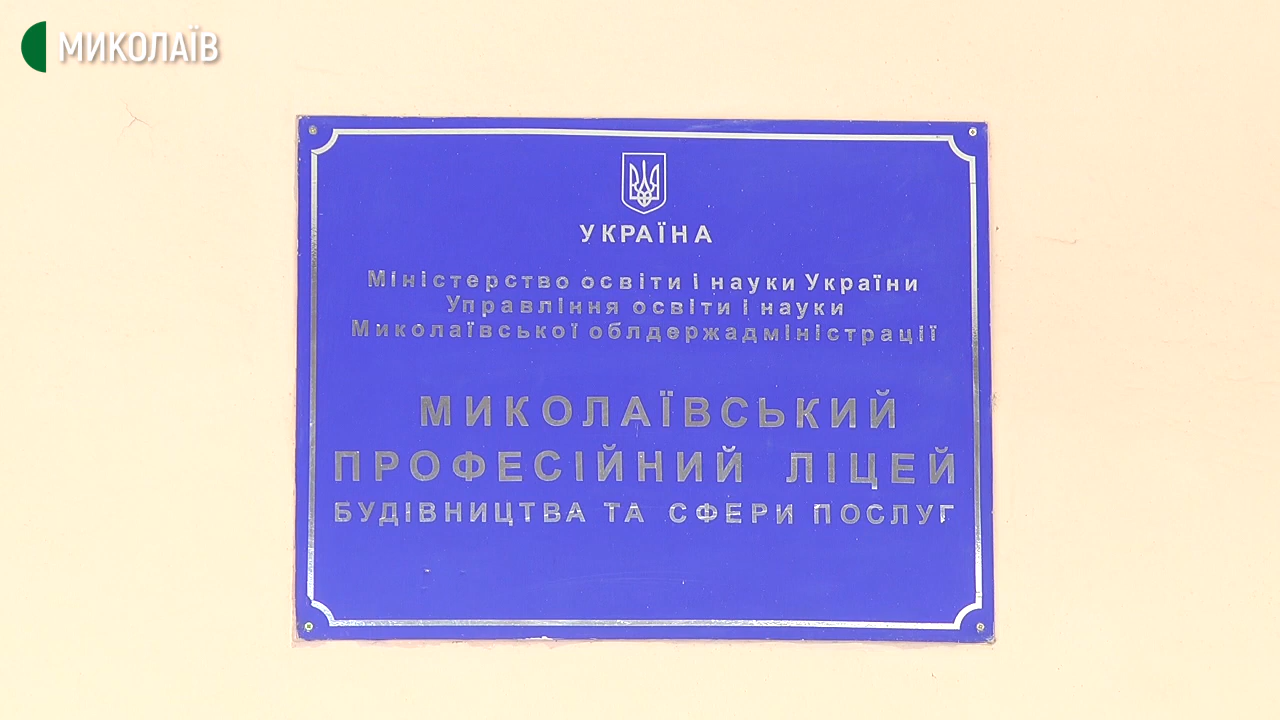 МИКОЛАЇВ
УКРАЇНА
Міністерство освіти і науки України
Управління освіти і науки
Миколаївської облдержадміністрації
МИКОЛАЇВСЬКИЙ
ПРОФЕСІЙНИЙ ЛІЦЕЙ
БУДІВНИЦТВА ТА СФЕРИ ПОСЛУГ